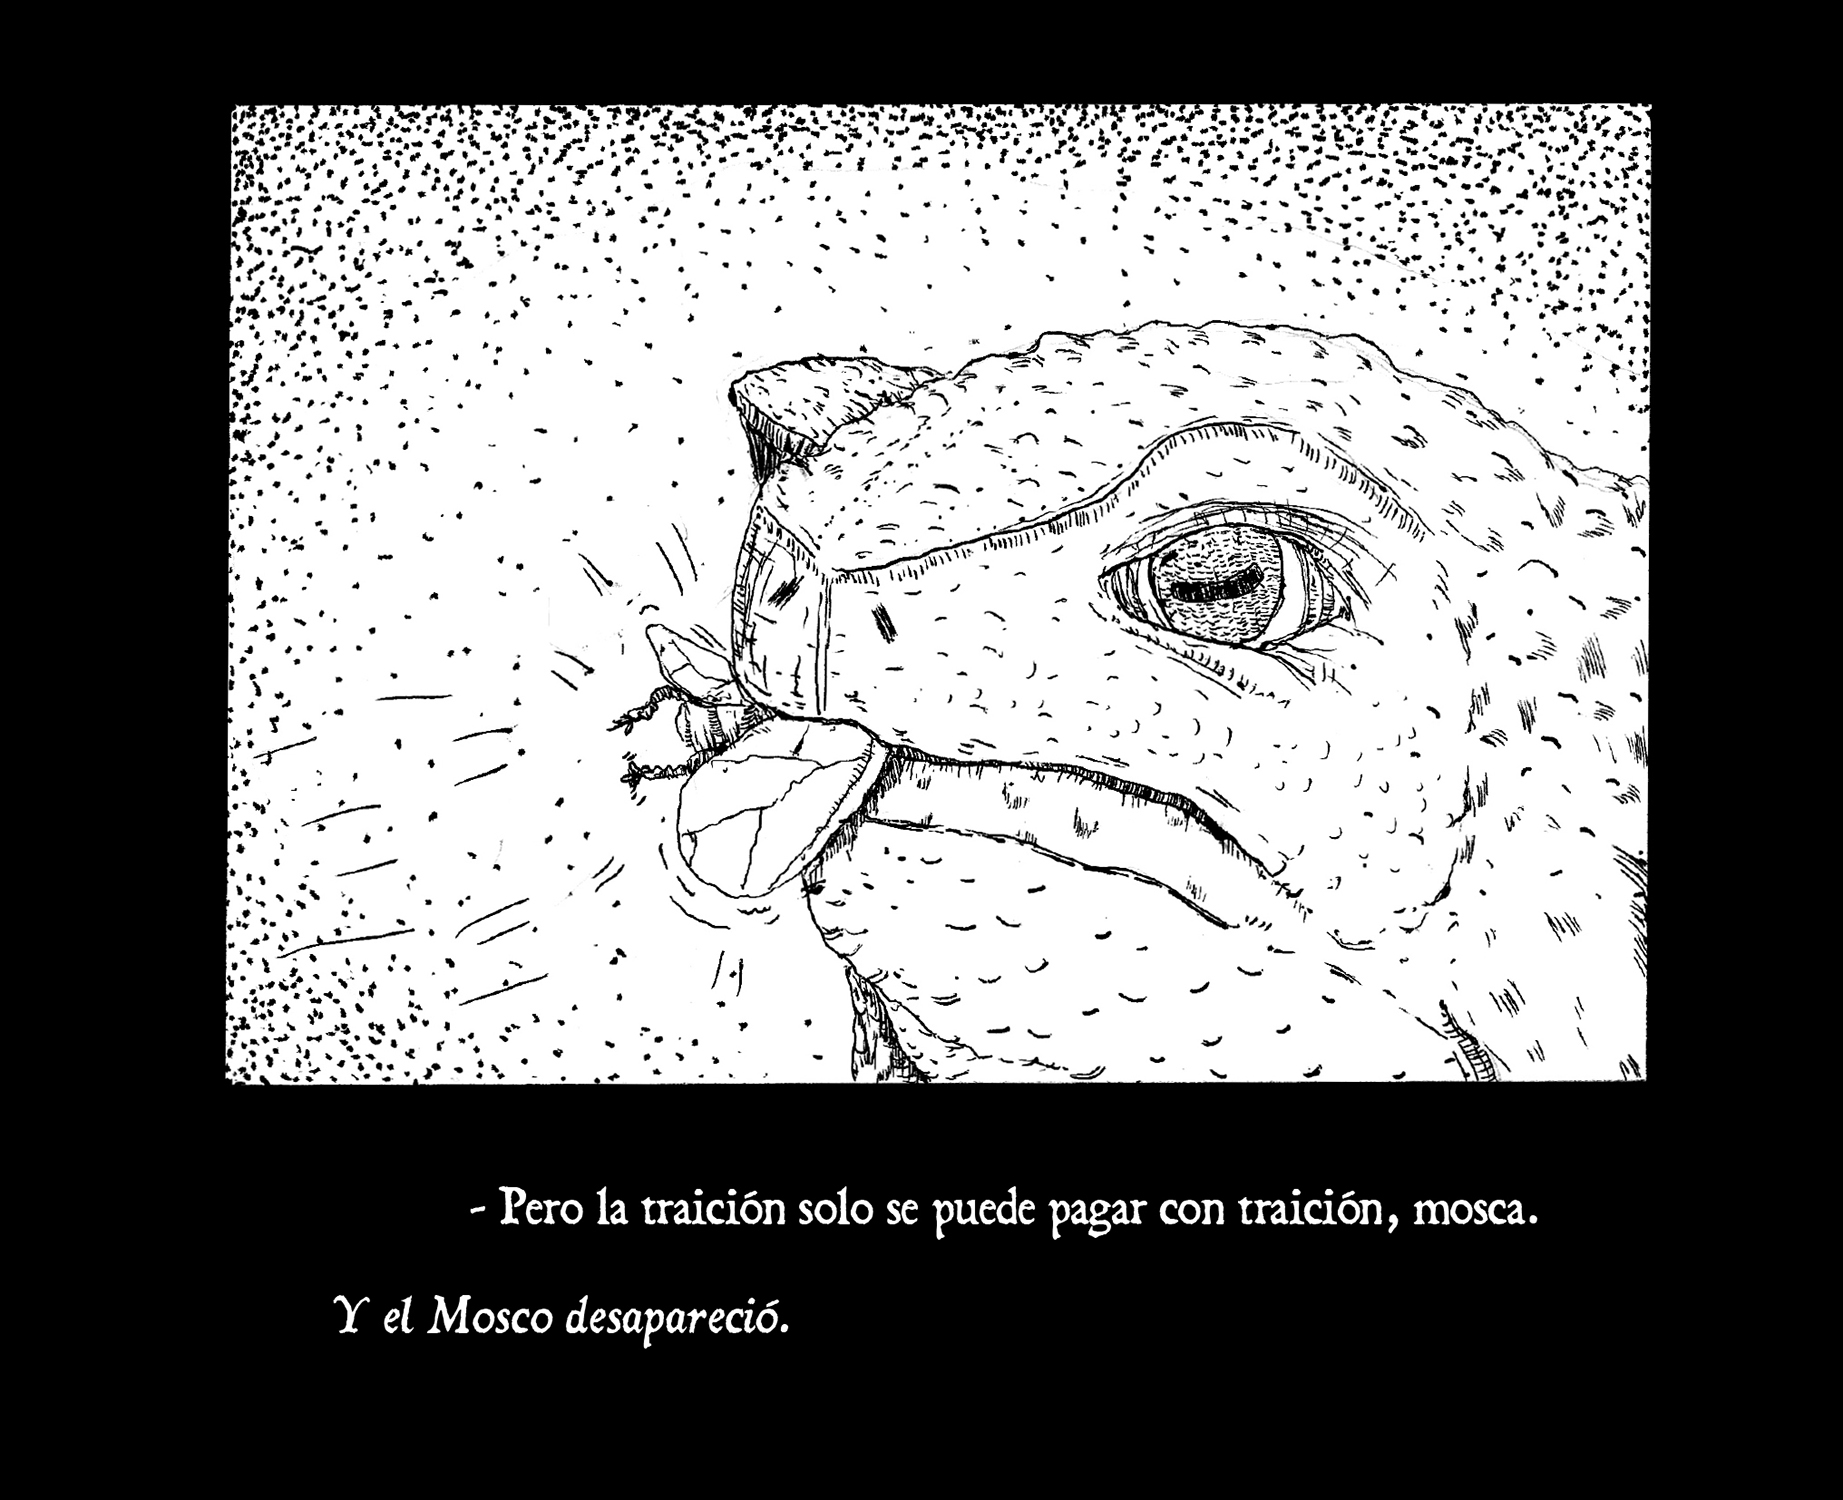 - Pero la traición solo se puede pagar con traición, mosca.
Y el Mosco desapareció.